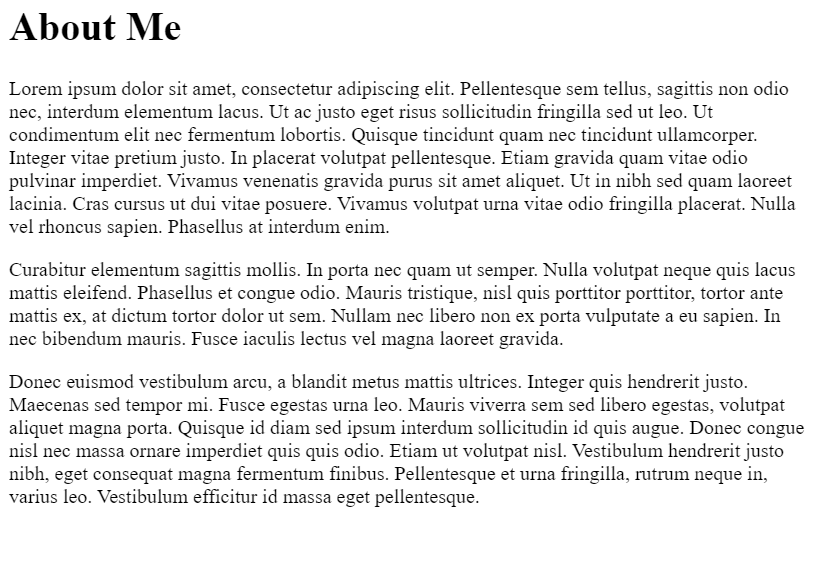 About Me
Lorem ipsum dolor sit amet, consectetur adipiscing elit. Pellentesque sem tellus, sagittis non odio
nec, interdum elementum lacus. Ut ac justo eget risus sollicitudin fringilla sed ut leo. Ut
condimentum elit nec fermentum lobortis. Quisque tincidunt quam nec tincidunt ullamcorper.
Integer vitae pretium justo. In placerat volutpat pellentesque. Etiam gravida quam vitae odio
pulvinar imperdiet. Vivamus venenatis gravida purus sit amet aliquet. Ut in nibh sed quam laoreet
lacinia. Cras cursus ut dui vitae posuere. Vivamus volutpat urna vitae odio fringilla placerat. Nulla
vel rhoncus sapien. Phasellus at interdum enim.
Curabitur elementum sagittis mollis. In porta nec quam ut semper. Nulla volutpat neque quis lacus
mattis eleifend. Phasellus et congue odio. Mauris tristique, nisl quis porttitor porttitor, tortor ante
mattis ex, at dictum tortor dolor ut sem. Nullam nec libero non ex porta vulputate a eu sapien. In
nec bibendum mauris. Fusce iaculis lectus vel magna laoreet gravida.
Donec euismod vestibulum arcu, a blandit metus mattis ultrices. Integer quis hendrerit justo.
Maecenas sed tempor mi. Fusce egestas urna leo. Mauris viverra sem sed libero egestas, volutpat
aliquet magna porta. Quisque id diam sed ipsum interdum sollicitudin id quis augue. Donec congue
nisl nec massa ornare imperdiet quis quis odio. Etiam ut volutpat nisl. Vestibulum hendrerit justo
nibh, eget consequat magna fermentum finibus. Pellentesque et urna fringilla, rutrum neque in,
varius leo. Vestibulum efficitur id massa eget pellentesque.